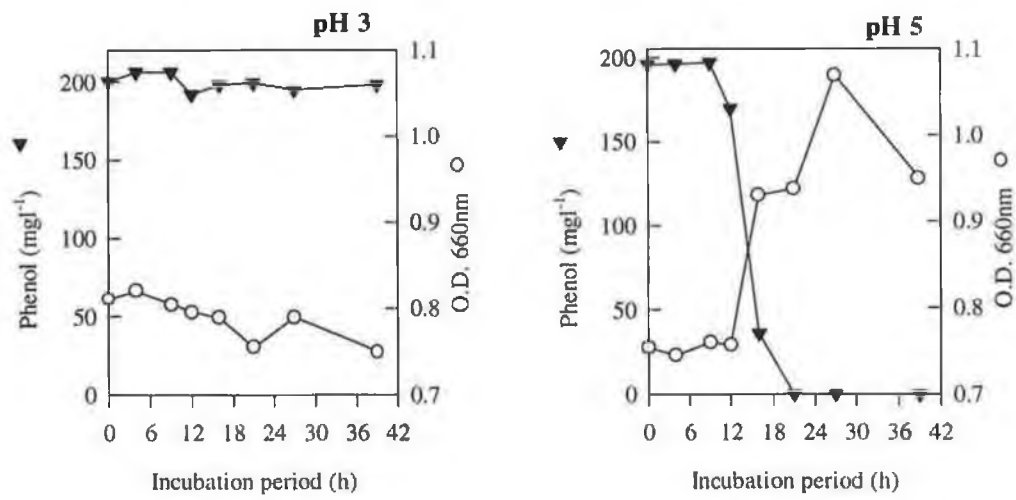 pH 3
200
150
100
50
0
Phenol (mgl⁻¹)
1.1
1.0
0.9
0.8
0.7
O.D. 660nm
0 6 12 18 24 30 36 42
Incubation period (h)
pH 5
200
150
100
50
0
Phenol (mgl⁻¹)
1.1
1.0
0.9
0.8
0.7
O.D. 660nm
0 6 12 18 24 30 36 42
Incubation period (h)